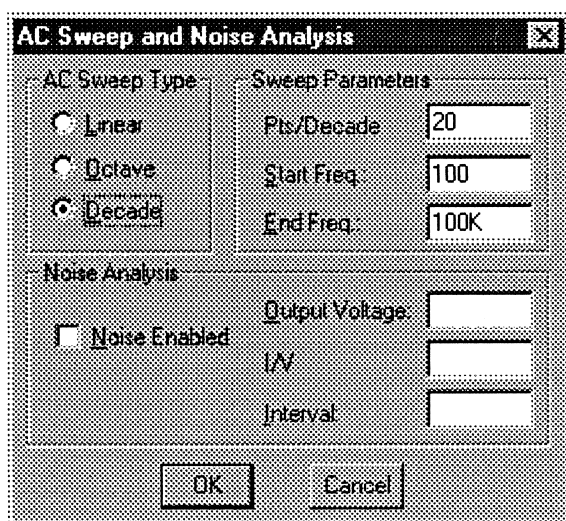 AC Sweep and Noise Analysis
AC Sweep Type
Linear
Octave
Decade
Sweep Parameters
Pts/Decade 20
Start Freq.: 100
End Freq.: 100K
Noise Analysis
Noise Enabled
Output Voltage:
I/V
Interval:
OK Cancel